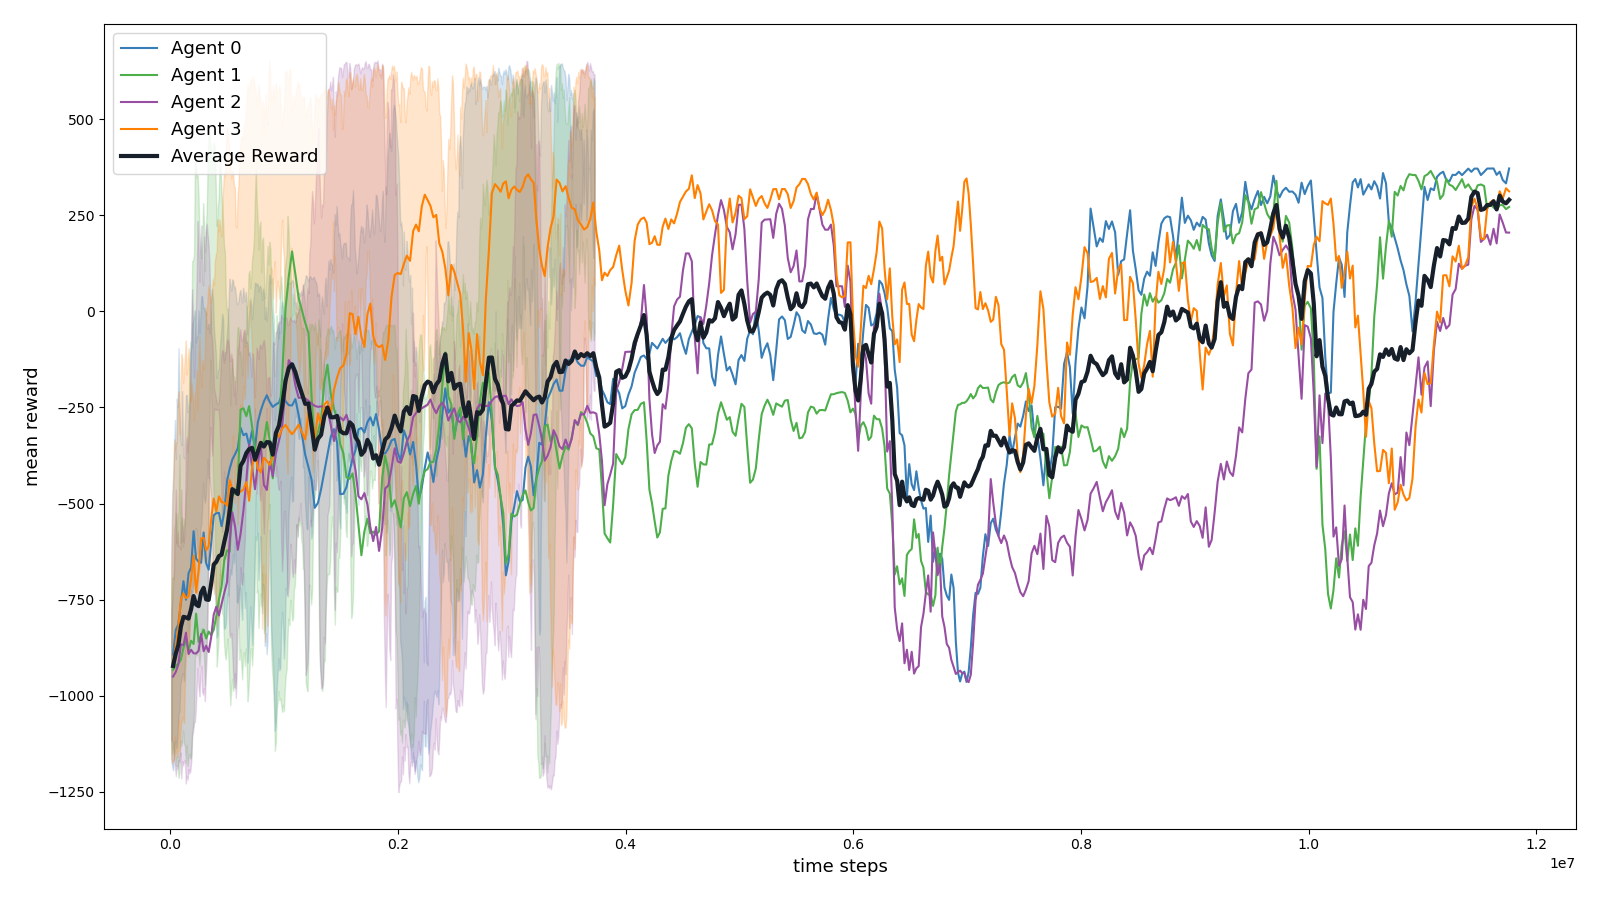 Agent 0
Agent 1
Agent 2
Agent 3
Average Reward
mean reward
500
250
0
−250
−500
−750
−1000
−1250
0.0 0.2 0.4 0.6 0.8 1.0 1.2
1e7
time steps